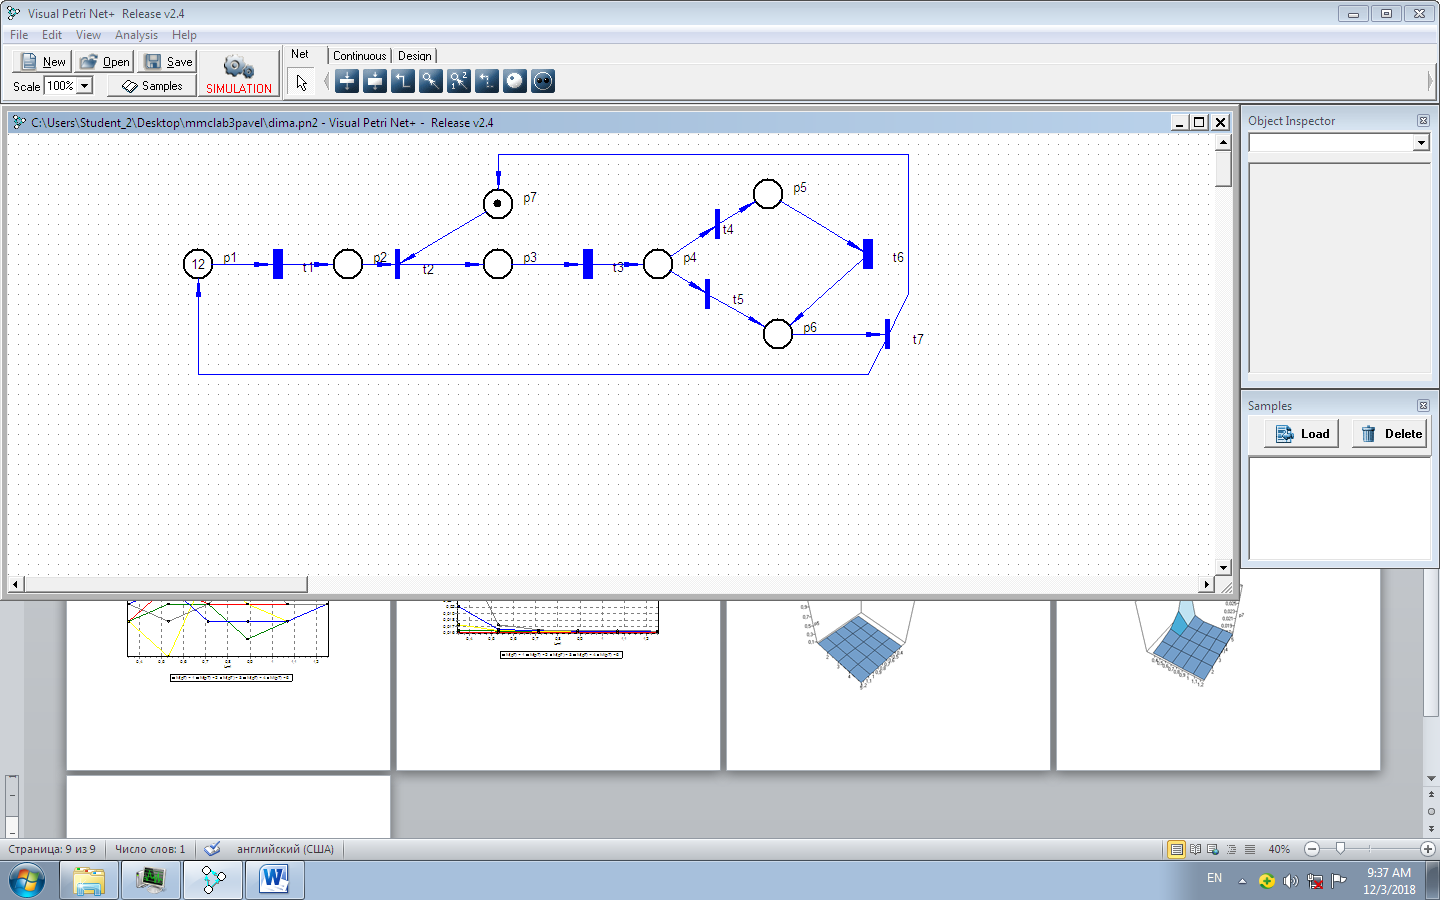 Visual Petri Net+ Release v2.4
File Edit View Analysis Help
New Open Save
Scale 100% Samples SIMULATION
Net Continuous Design
C:\Users\Student_2\Desktop\mmclab3pavel\dima.pn2 - Visual Petri Net+ - Release v2.4
Object Inspector
p5
p7
t4
p1 12 t1 p2 t2 p3 t3 p4 t6
t5
p6
t7
Samples
Load Delete
Страница: 9 из 9 Число слов: 1 английский (США) 40%
EN 9:37 AM
12/3/2018